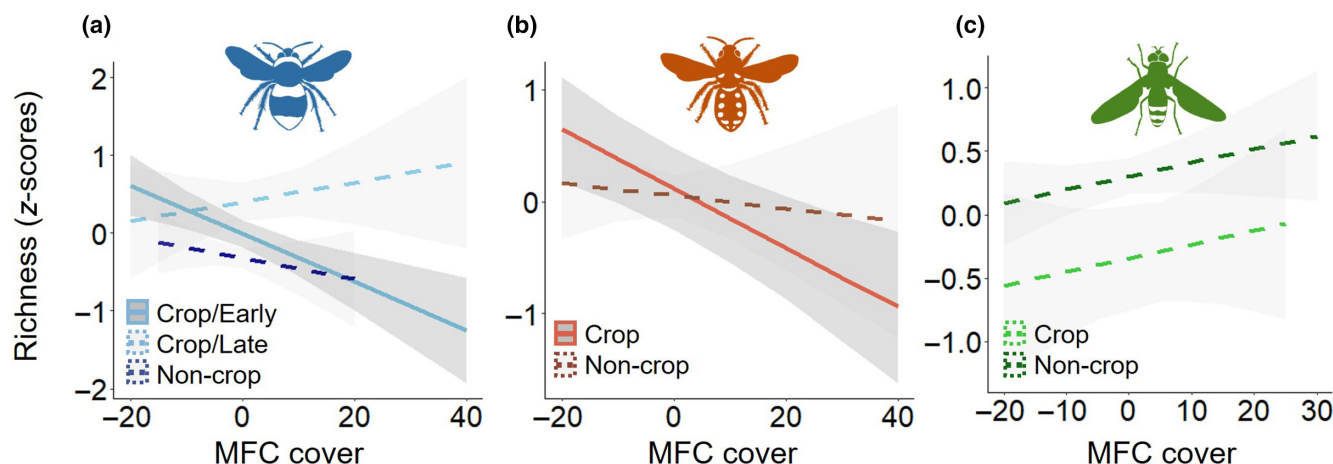 (a)
(b)
(c)
Richness (z-scores)
2
1
0
−1
−2
Crop/Early
Crop/Late
Non-crop
−20 0 20 40
MFC cover
1
0
−1
Crop
Non-crop
−20 0 20 40
MFC cover
1.0
0.5
0.0
−0.5
−1.0
Crop
Non-crop
−20 −10 0 10 20 30
MFC cover